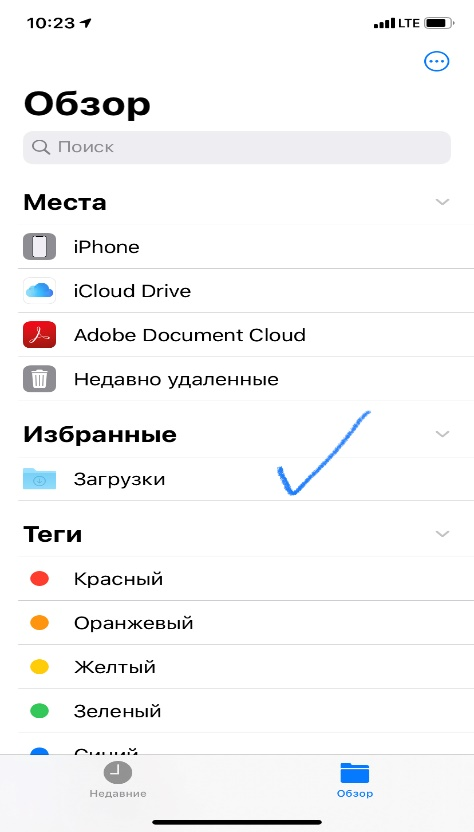 10:23 LTE
Обзор
Поиск
Места
iPhone
iCloud Drive
Adobe Document Cloud
Недавно удаленные
Избранные
Загрузки
Теги
Красный
Оранжевый
Желтый
Зеленый
Синий
Недавние Обзор